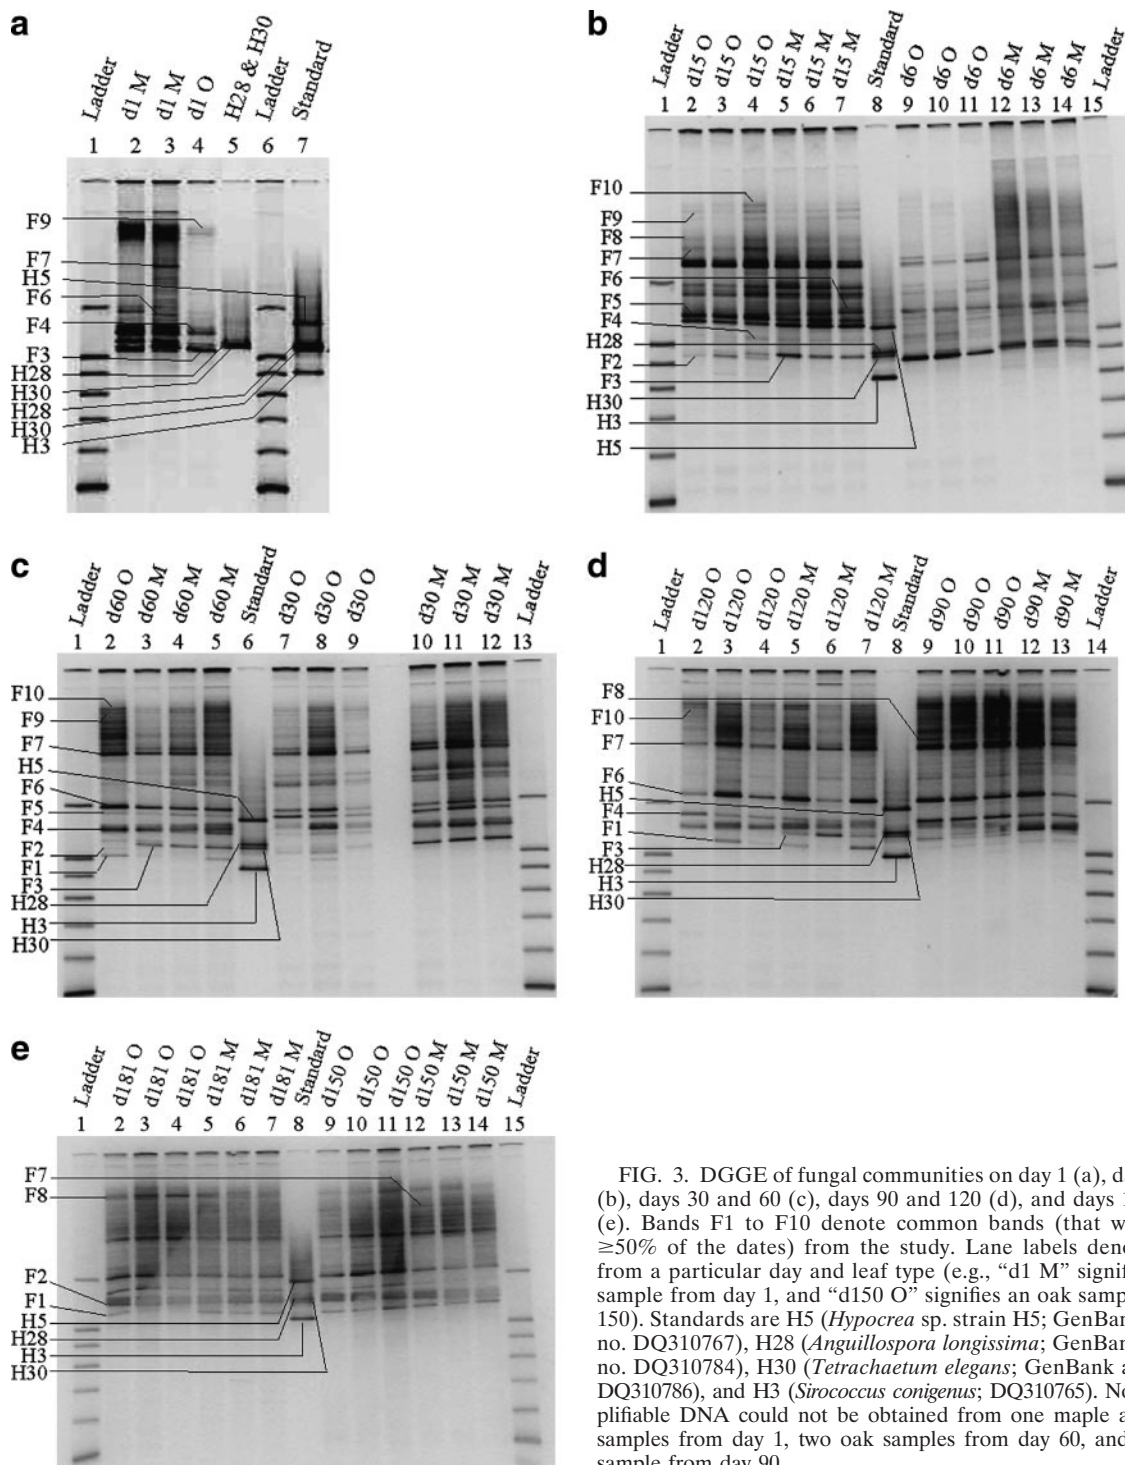 a
Ladder
d1 M
d1 M
d1 O
H28 & H30
Ladder
Standard
1 2 3 4 5 6 7
F9
F7
H5
F6
F4
F3
H28
H30
H28
H30
H3
b
Ladder
d15 O
d15 O
d15 O
d15 M
d15 M
d15 M
Standard
d6 O
d6 O
d6 O
d6 M
d6 M
d6 M
Ladder
1 2 3 4 5 6 7 8 9 10 11 12 13 14 15
F10
F9
F8
F7
F6
F5
F4
H28
F2
F3
H30
H3
H5
c
Ladder
d60 O
d60 M
d60 M
d60 M
Standard
d30 O
d30 O
d30 O
d30 M
d30 M
d30 M
Ladder
1 2 3 4 5 6 7 8 9 10 11 12 13
F10
F9
F7
H5
F6
F5
F4
F2
F1
F3
H28
H3
H30
d
Ladder
d120 O
d120 O
d120 O
d120 M
d120 M
d120 M
Standard
d90 O
d90 O
d90 O
d90 M
d90 M
Ladder
1 2 3 4 5 6 7 8 9 10 11 12 13 14
F8
F10
F7
F6
H5
F4
F1
F3
H28
H3
H30
e
Ladder
d181 O
d181 O
d181 O
d181 M
d181 M
d181 M
Standard
d150 O
d150 O
d150 O
d150 M
d150 M
d150 M
Ladder
1 2 3 4 5 6 7 8 9 10 11 12 13 14 15
F7
F8
F2
F1
H5
H28
H3
H30
FIG. 3. DGGE of fungal communities on day 1 (a), da
(b), days 30 and 60 (c), days 90 and 120 (d), and days 1
(e). Bands F1 to F10 denote common bands (that w
≥50% of the dates) from the study. Lane labels deno
from a particular day and leaf type (e.g., “d1 M” signif
sample from day 1, and “d150 O” signifies an oak samp
150). Standards are H5 (Hypocrea sp. strain H5; GenBan
no. DQ310767), H28 (Anguillospora longissima; GenBan
no. DQ310784), H30 (Tetrachaetum elegans; GenBank a
DQ310786), and H3 (Sirococcus conigenus; DQ310765). No
plifiable DNA could not be obtained from one maple a
samples from day 1, two oak samples from day 60, and
sample from day 90.